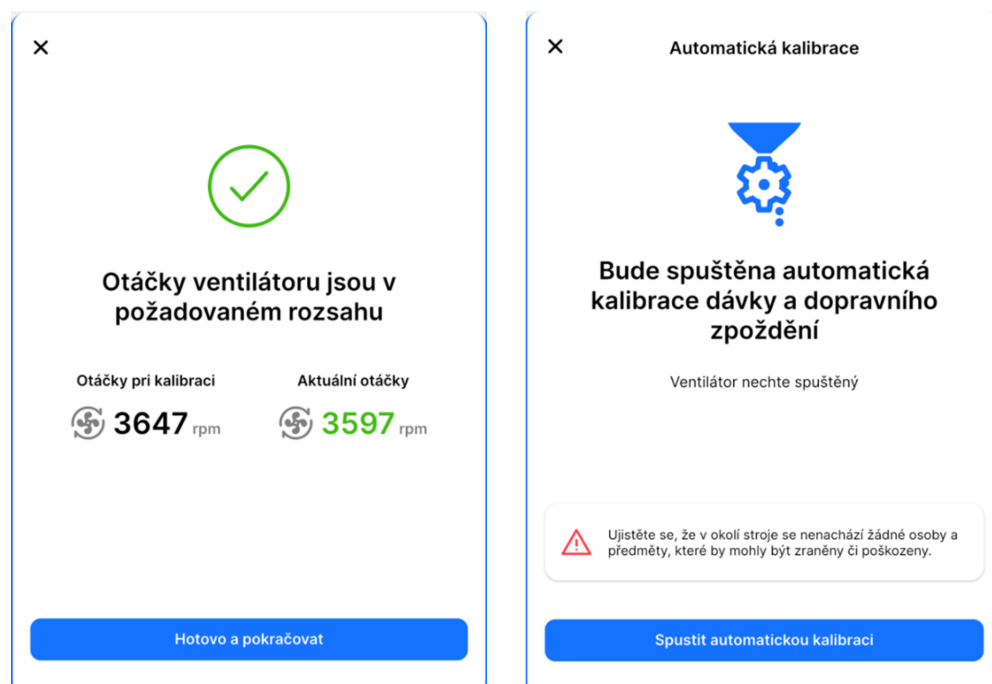 Otáčky ventilátoru jsou v
požadovaném rozsahu
Otáčky pri kalibraci
Aktuální otáčky
3647 rpm
3597 rpm
Hotovo a pokračovat
Automatická kalibrace
Bude spuštěna automatická
kalibrace dávky a dopravního
zpoždění
Ventilátor nechte spuštěný
Ujistěte se, že v okolí stroje se nenachází žádné osoby a
předměty, které by mohly být zraněny či poškozeny.
Spustit automatickou kalibraci